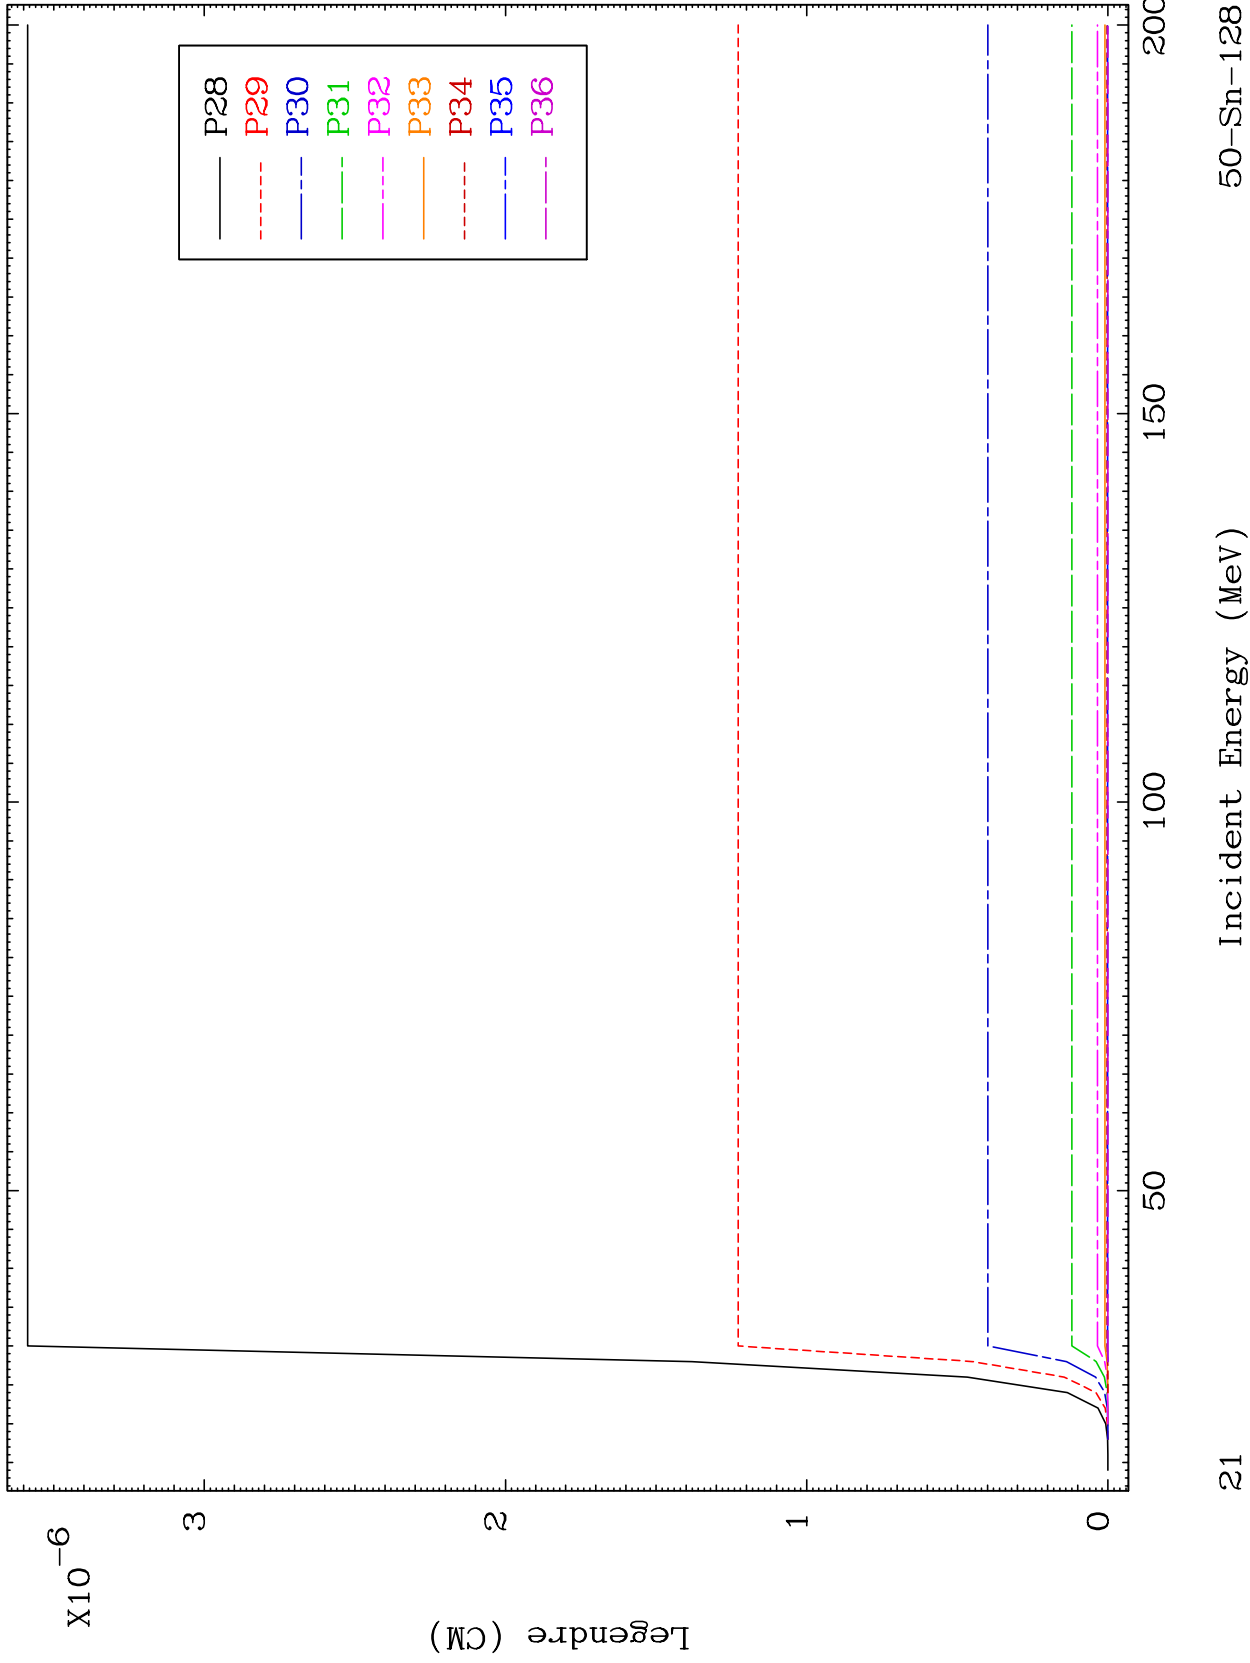 X10-6
3
2
1
0
Legendre (CM)
P28
P29
P30
P31
P32
P33
P34
P35
P36
50
100
150
200
Incident Energy (MeV)
21
50-Sn-128